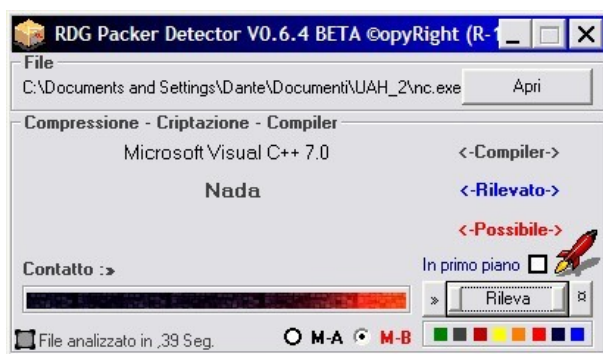 RDG Packer Detector V0.6.4 BETA ©opyRight (R-1
File
C:\Documents and Settings\Dante\Documenti\UAH_2\nc.exe Apri
Compressione - Criptazione - Compiler
Microsoft Visual C++ 7.0 <-Compiler->
Nada <-Rilevato->
<-Possibile->
Contatto :» In primo piano
» Rileva ¤
File analizzato in ,39 Seg. M-A M-B